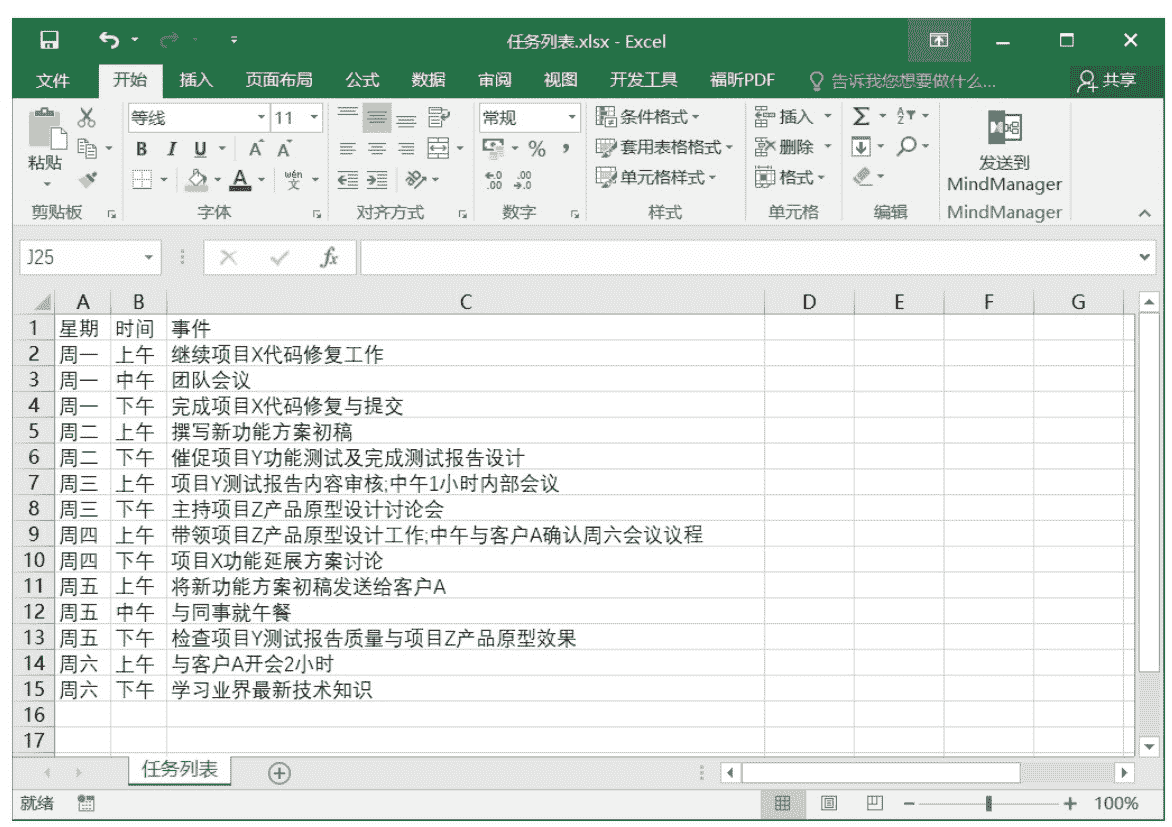 任务列表.xlsx - Excel
文件 开始 插入 页面布局 公式 数据 审阅 视图 开发工具 福昕PDF 告诉我您想要做什么... 共享
等线 11 常规 条件格式 插入 Σ
粘贴 B I U A A % , 套用表格格式 删除 发送到
A wén 文 单元格样式 格式 MindManager
剪贴板 字体 对齐方式 数字 样式 单元格 编辑 MindManager
J25 fx
A B C D E F G
1 星期 时间 事件
2 周一 上午 继续项目X代码修复工作
3 周一 中午 团队会议
4 周一 下午 完成项目X代码修复与提交
5 周二 上午 撰写新功能方案初稿
6 周二 下午 催促项目Y功能测试及完成测试报告设计
7 周三 上午 项目Y测试报告内容审核;中午1小时内部会议
8 周三 下午 主持项目Z产品原型设计讨论会
9 周四 上午 带领项目Z产品原型设计工作;中午与客户A确认周六会议议程
10 周四 下午 项目X功能延展方案讨论
11 周五 上午 将新功能方案初稿发送给客户A
12 周五 中午 与同事就午餐
13 周五 下午 检查项目Y测试报告质量与项目Z产品原型效果
14 周六 上午 与客户A开会2小时
15 周六 下午 学习业界最新技术知识
16
17
任务列表
就绪 100%